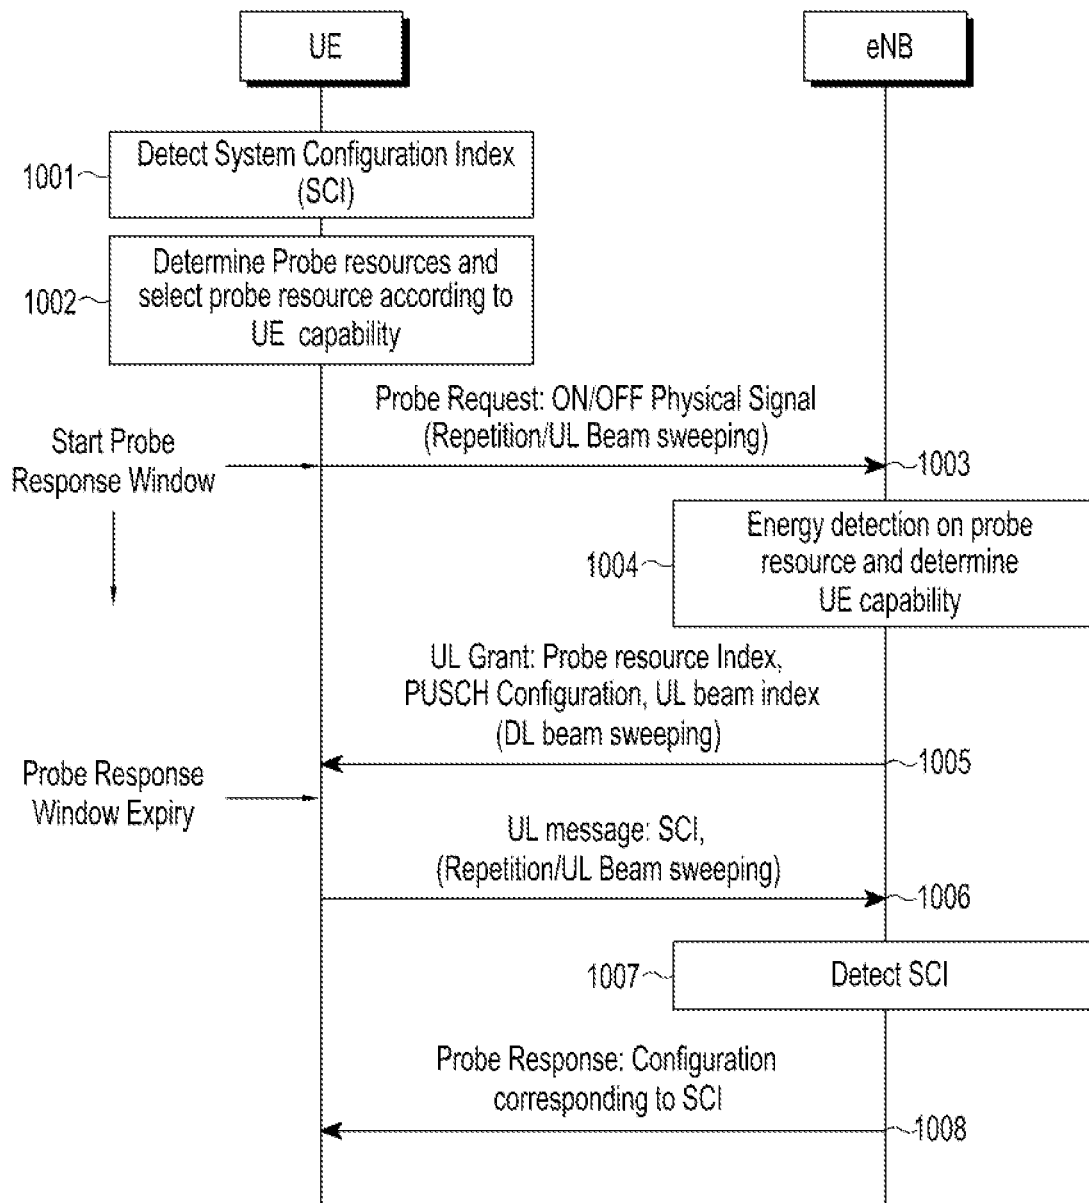 UE
eNB
Detect System Configuration Index
(SCI)
1001
Determine Probe resources and
select probe resource according to
UE capability
1002
Probe Request: ON/OFF Physical Signal
(Repetition/UL Beam sweeping)
Start Probe
Response Window
1003
Energy detection on probe
resource and determine
UE capability
1004
UL Grant: Probe resource Index,
PUSCH Configuration, UL beam index
(DL beam sweeping)
1005
Probe Response
Window Expiry
UL message: SCI,
(Repetition/UL Beam sweeping)
1006
1007
Detect SCI
Probe Response: Configuration
corresponding to SCI
1008